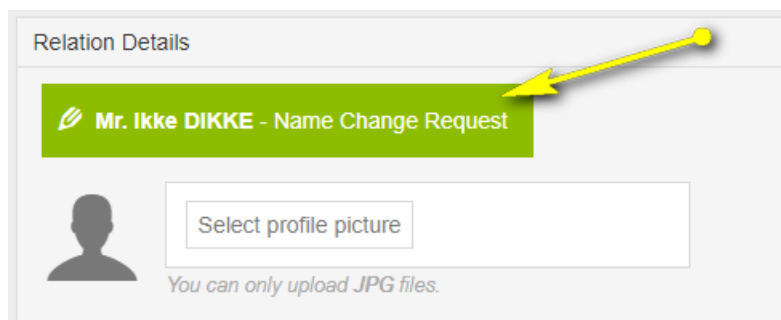 Relation Details
Mr. Ikke DIKKE - Name Change Request
Select profile picture
You can only upload JPG files.